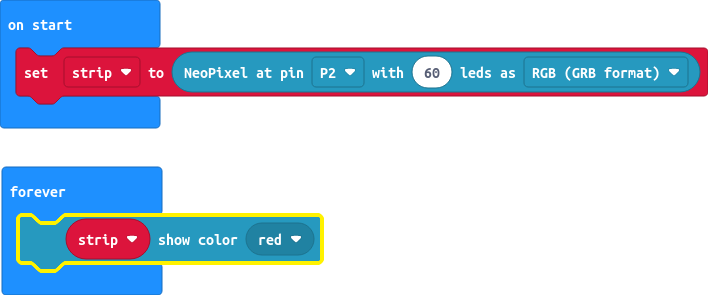 on start
set strip to NeoPixel at pin P2 with 60 leds as RGB (GRB format)
forever
strip show color red